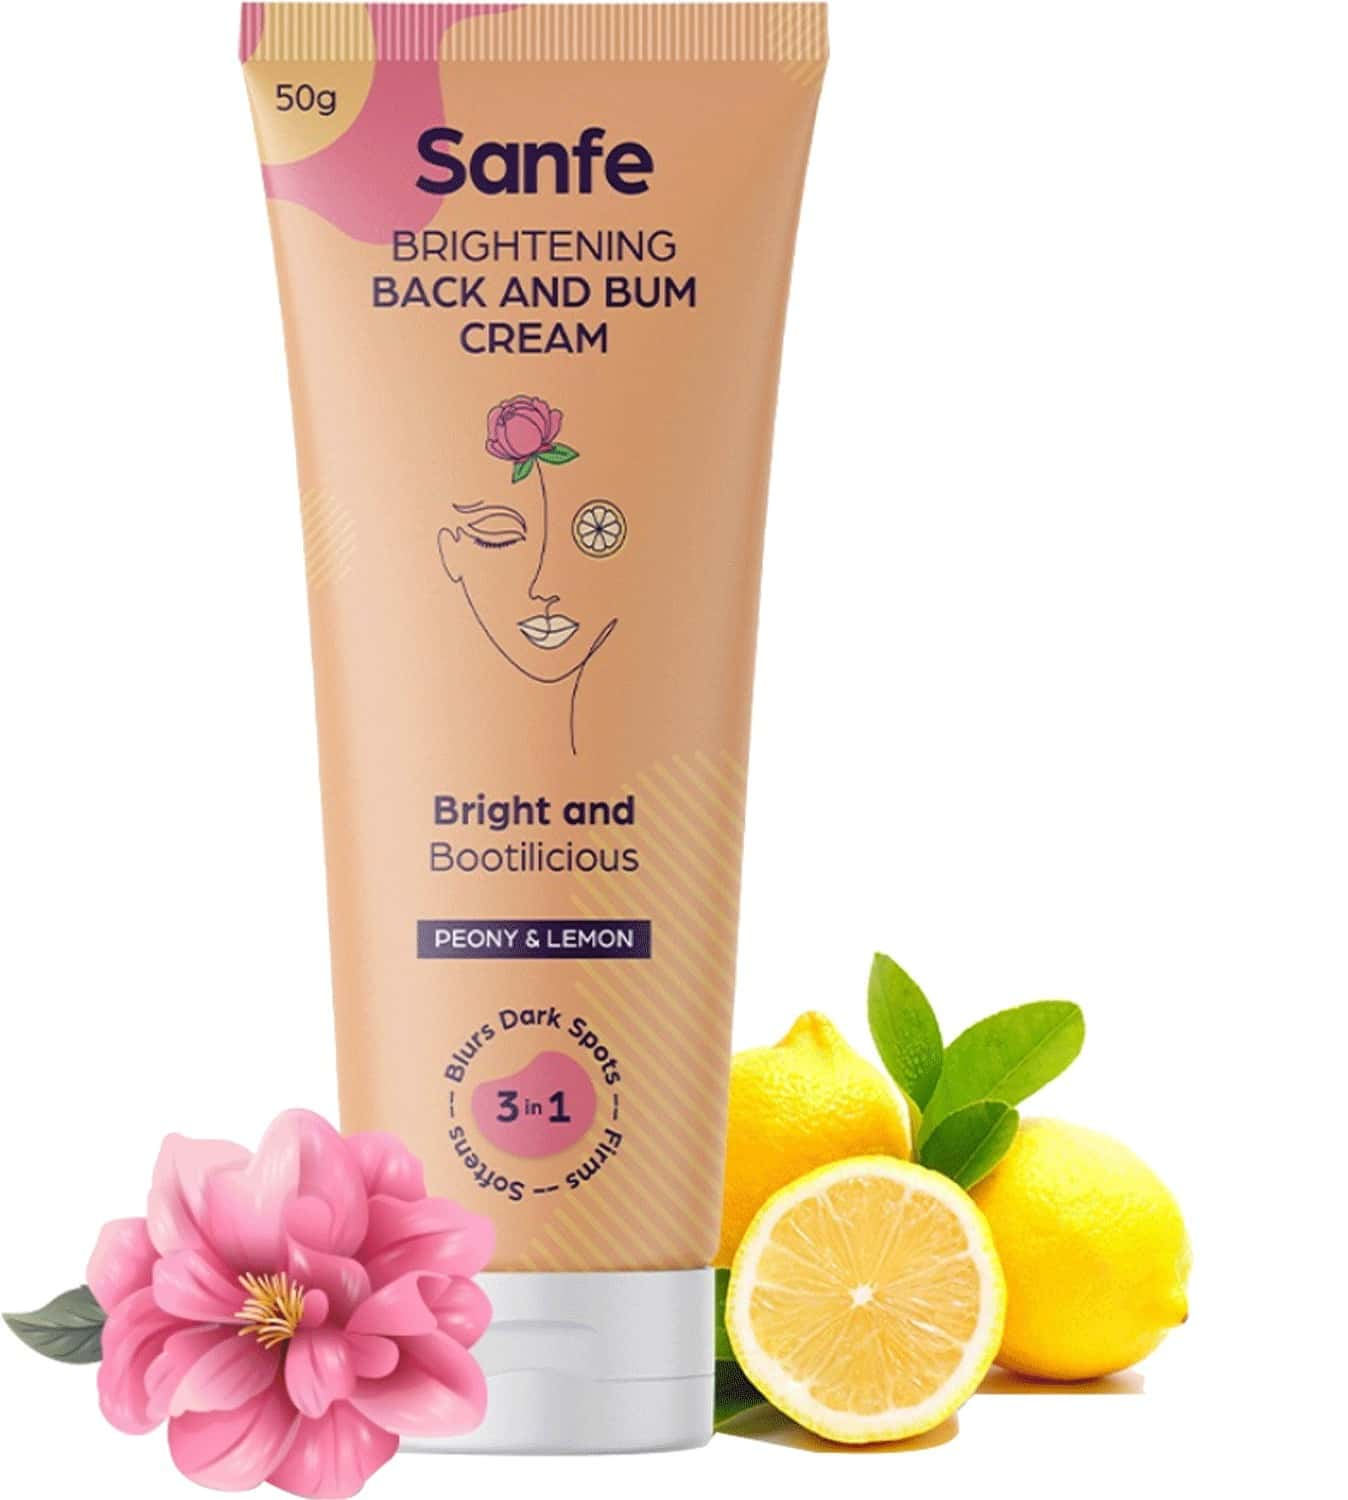 50g
Sanfe
BRIGHTENING
BACK AND BUM
CREAM
Bright and
Bootilicious
PEONY & LEMON
Blurs Dark Spots -- Firms -- Softens --
3 in 1